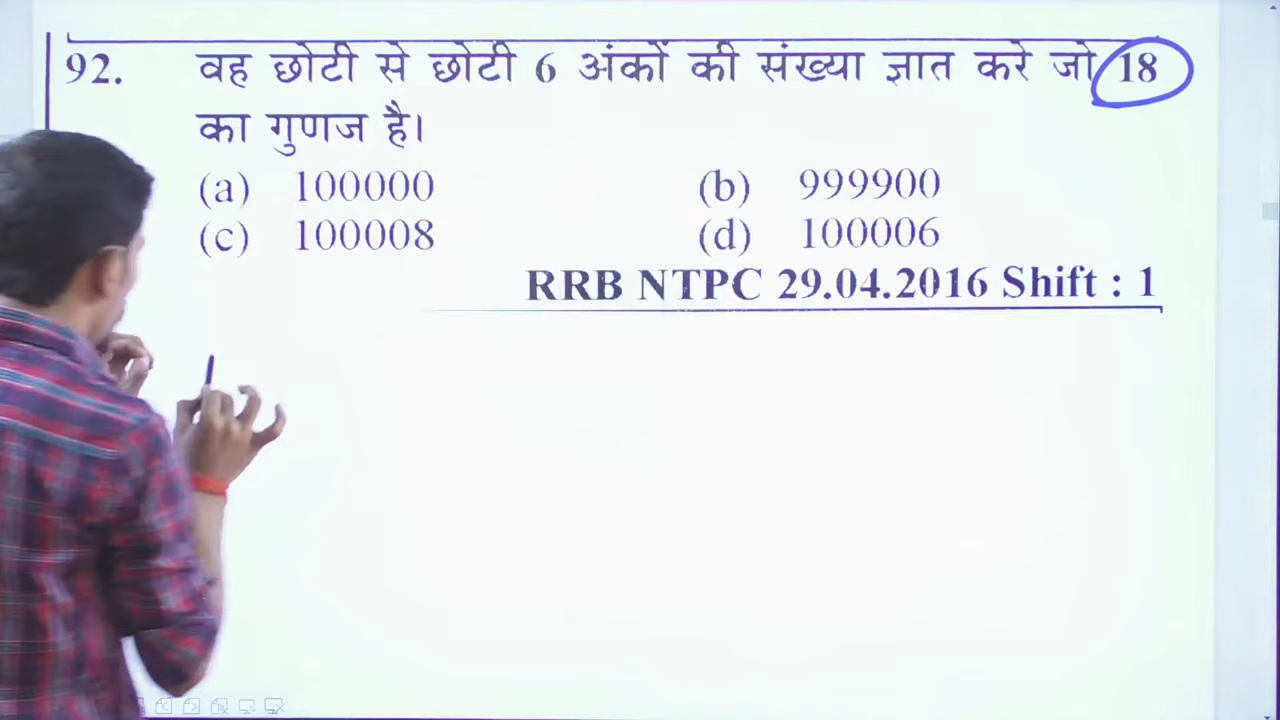 92. वह छोटी से छोटी 6 अंकों की संख्या ज्ञात करे जो 18
का गुणज है।
(a) 100000 (b) 999900
(c) 100008 (d) 100006
RRB NTPC 29.04.2016 Shift : 1